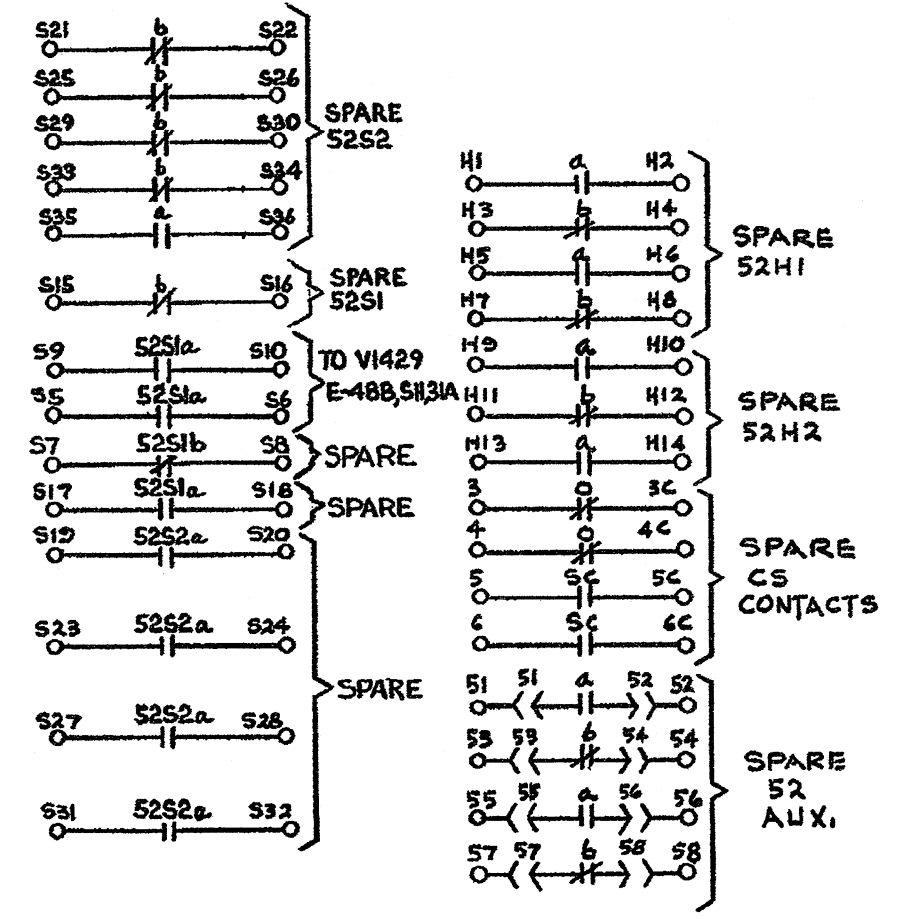 S21 b S22
S25 b S26
S29 b S30
S33 b S34
S35 a S36
SPARE
52S2
S15 b S16
SPARE
52S1
S9 52S1a S10
S5 52S1a S6
TO V1429
E-48B,S11,31A
S7 52S1b S8
SPARE
S17 52S1a S18
SPARE
S19 52S2a S20
S23 52S2a S24
S27 52S2a S28
S31 52S2a S32
SPARE
H1 a H2
H3 b H4
H5 a H6
H7 b H8
SPARE
52H1
H9 a H10
H11 b H12
H13 a H14
SPARE
52H2
3 O 3C
4 O 4C
5 SC 5C
6 SC 6C
SPARE
CS
CONTACTS
51 51 a 52 52
53 53 b 54 54
55 55 a 56 56
57 57 b 58 58
SPARE
52
AUX.